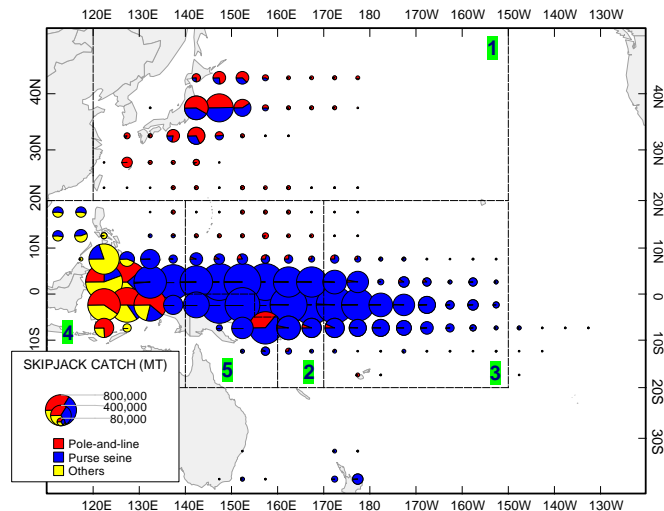 120E 130E 140E 150E 160E 170E 180 170W 160W 150W 140W 130W
1
40N 40N
30N 30N
20N 20N
10N 10N
0 0
10S 10S
4
5 2 3
20S 20S
30S 30S
SKIPJACK CATCH (MT)
800,000
400,000
80,000
Pole-and-line
Purse seine
Others
120E 130E 140E 150E 160E 170E 180 170W 160W 150W 140W 130W